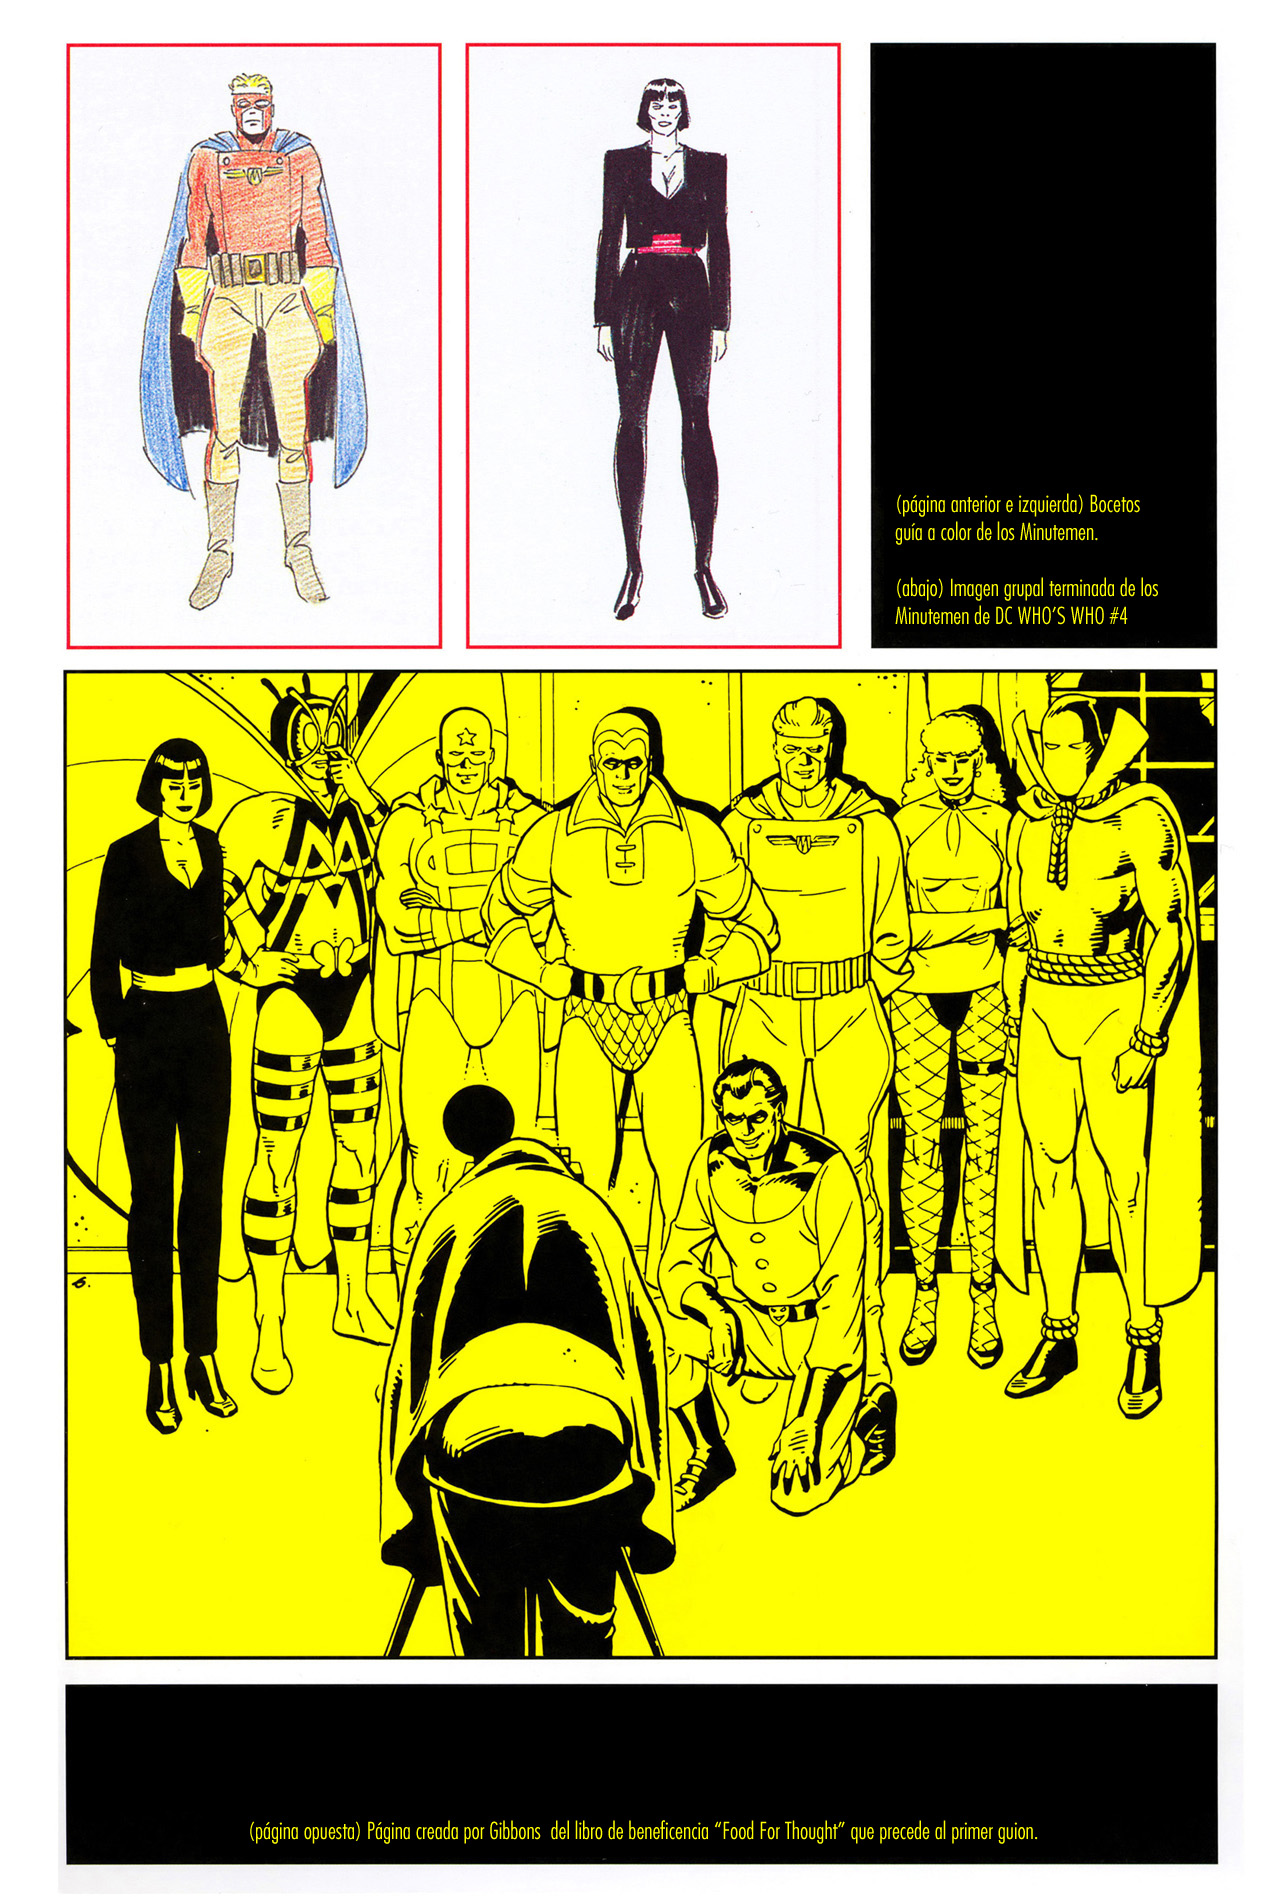 (página anterior e izquierda) Bocetos
guía a color de los Minutemen.
(abajo) Imagen grupal terminada de los
Minutemen de DC WHO'S WHO #4
(página opuesta) Página creada por Gibbons del libro de beneficencia “Food For Thought” que precede al primer guion.